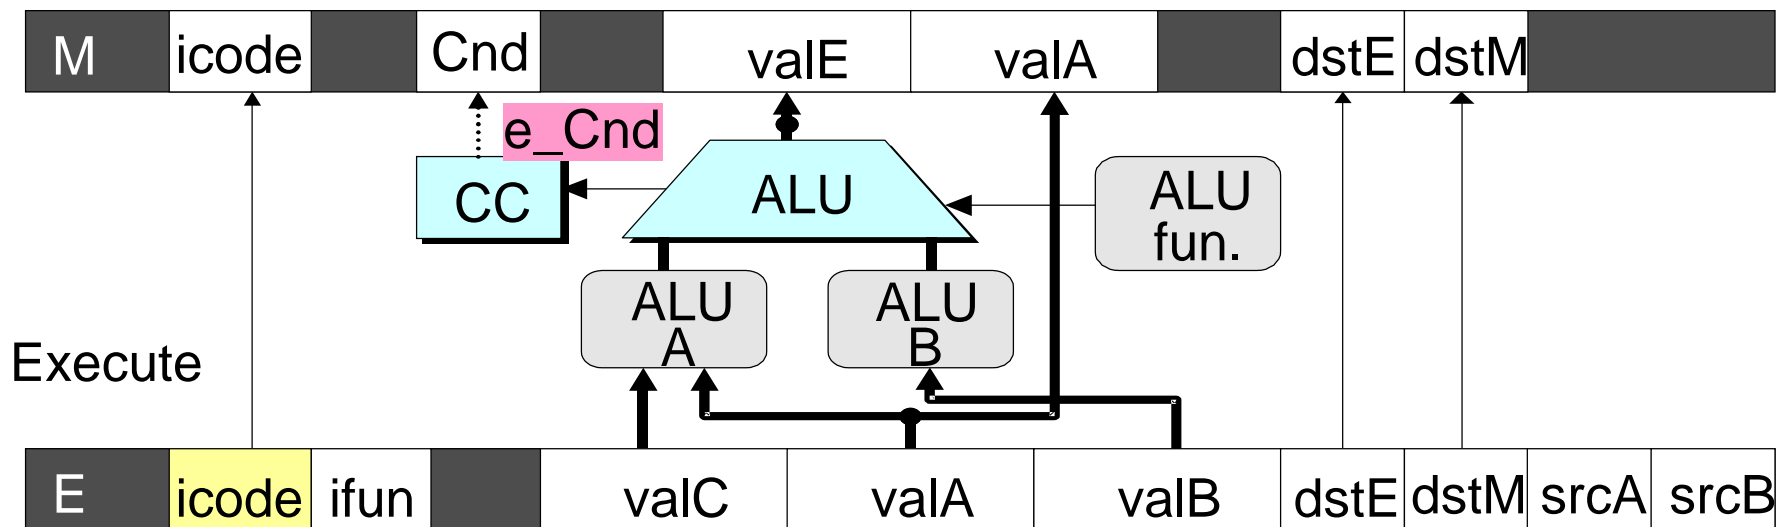 M icode Cnd valE valA dstE dstM
e_Cnd
CC ALU ALU
fun.
ALU ALU
A B
Execute
E icode ifun valC valA valB dstE dstM srcA srcB